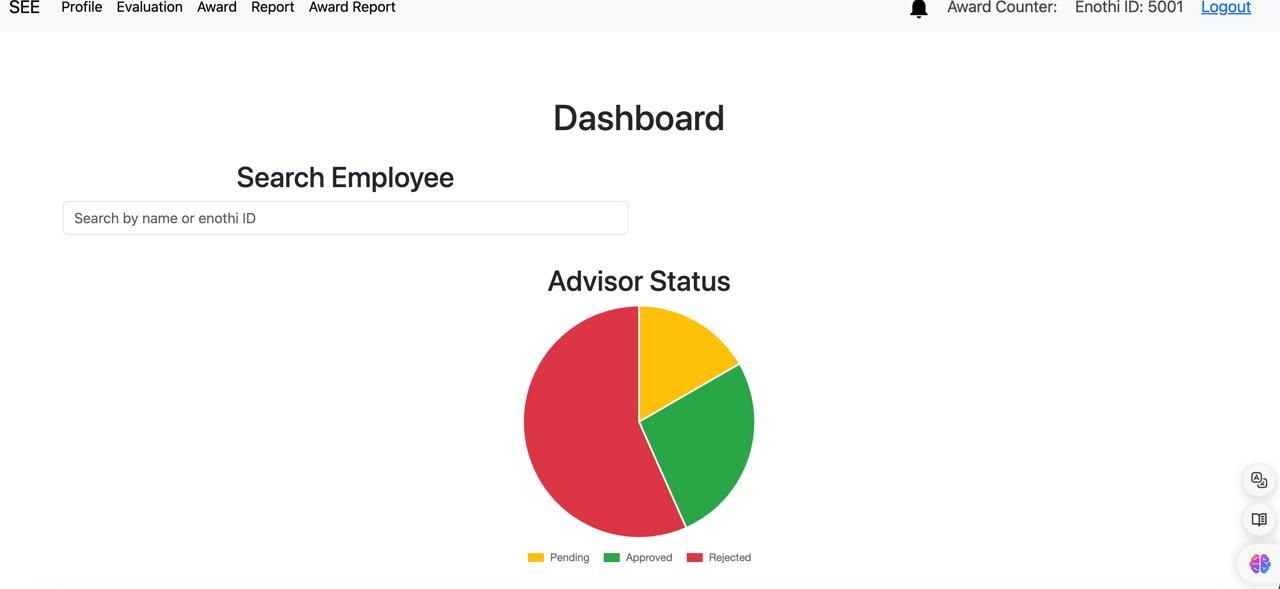 SEE Profile Evaluation Award Report Award Report Award Counter: Enothi ID: 5001 Logout
Dashboard
Search Employee
Search by name or enothi ID
Advisor Status
Pending Approved Rejected